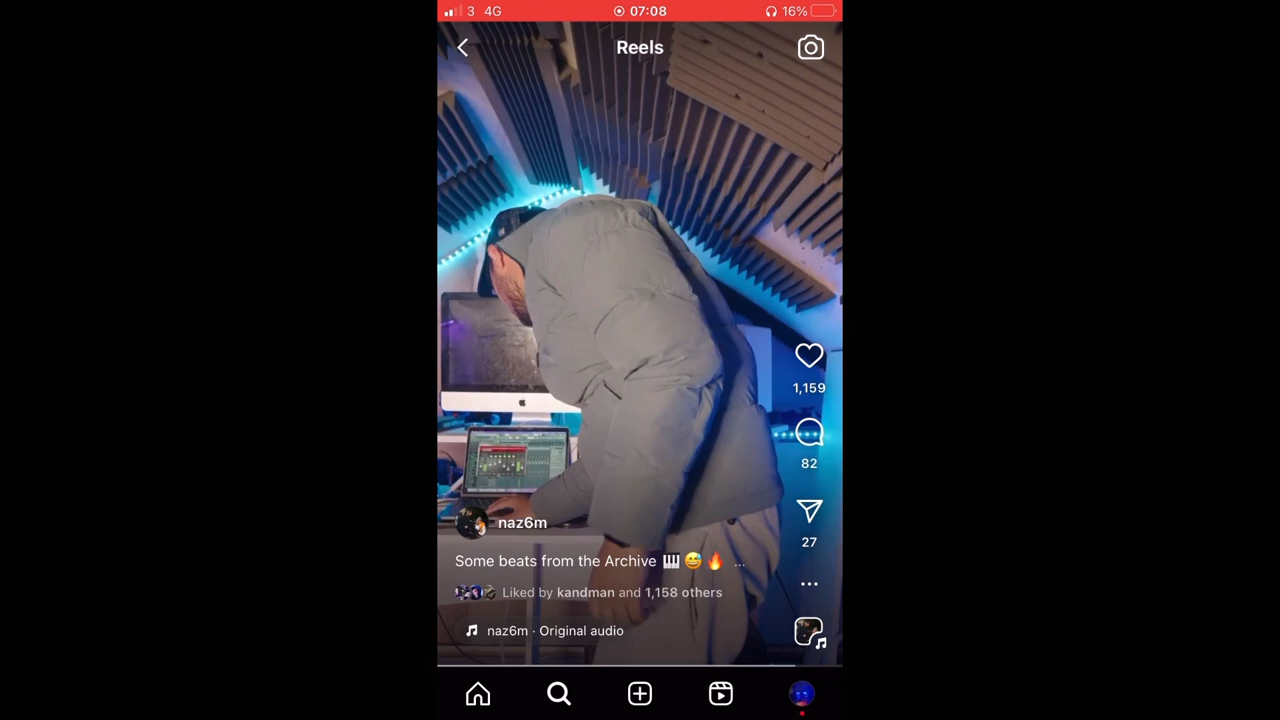 3 4G 07:08 16%
Reels
1,159
82
naz6m
27
Some beats from the Archive 🎹 😅 🔥 ...
Liked by kandman and 1,158 others
naz6m · Original audio